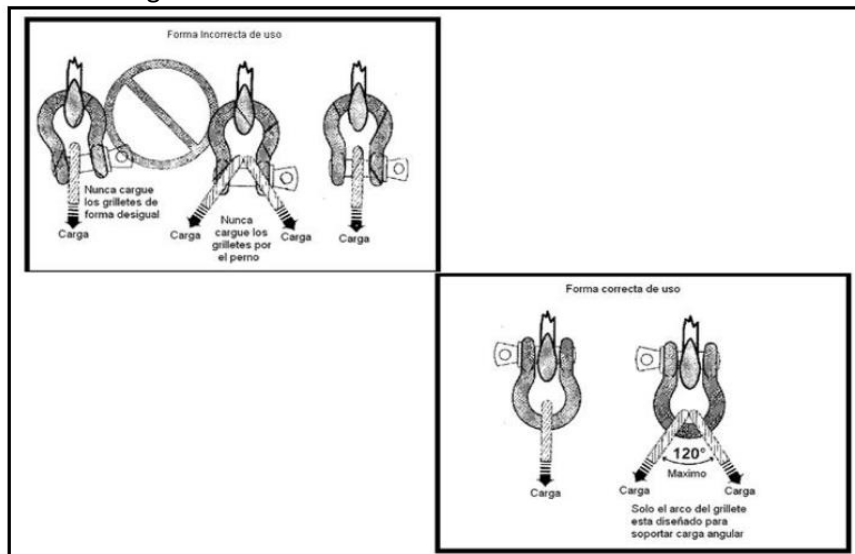 Forma Incorrecta de uso
Nunca cargue
los grilletes de
forma desigual
Carga
Carga
Nunca
cargue los
grilletes por
el perno
Carga
Carga
Forma correcta de uso
120°
Maximo
Carga
Carga
Carga
Solo el arco del grillete
esta diseñado para
soportar carga angular